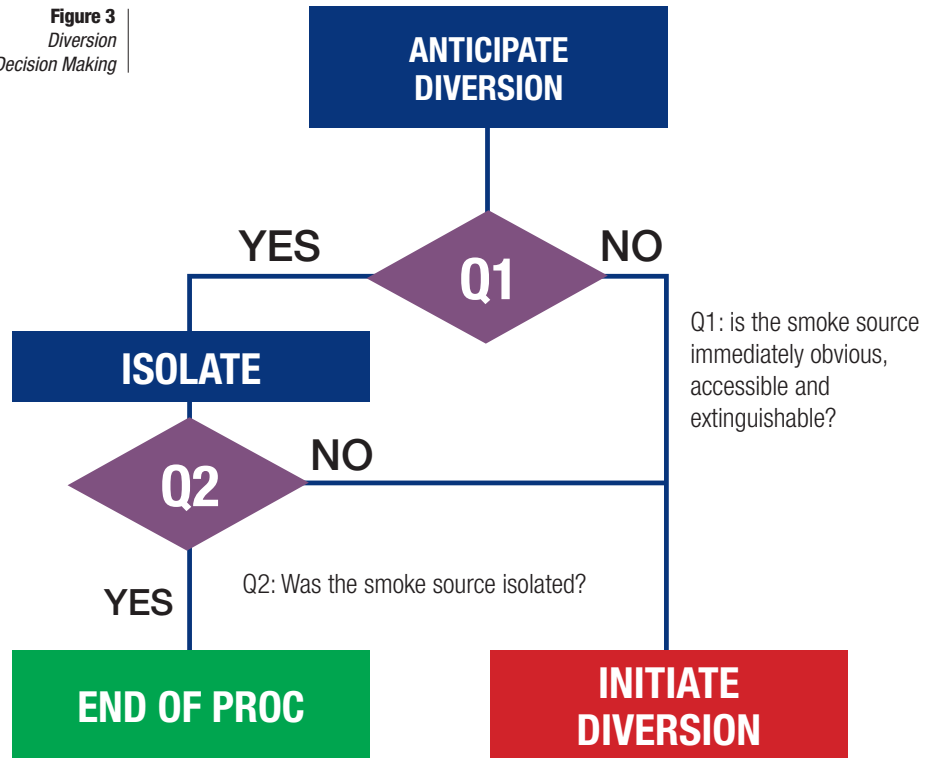 Figure 3
Diversion
Decision Making
ANTICIPATE
DIVERSION
YES
NO
Q1
Q1: is the smoke source
immediately obvious,
accessible and
extinguishable?
ISOLATE
NO
Q2
Q2: Was the smoke source isolated?
YES
END OF PROC
INITIATE
DIVERSION